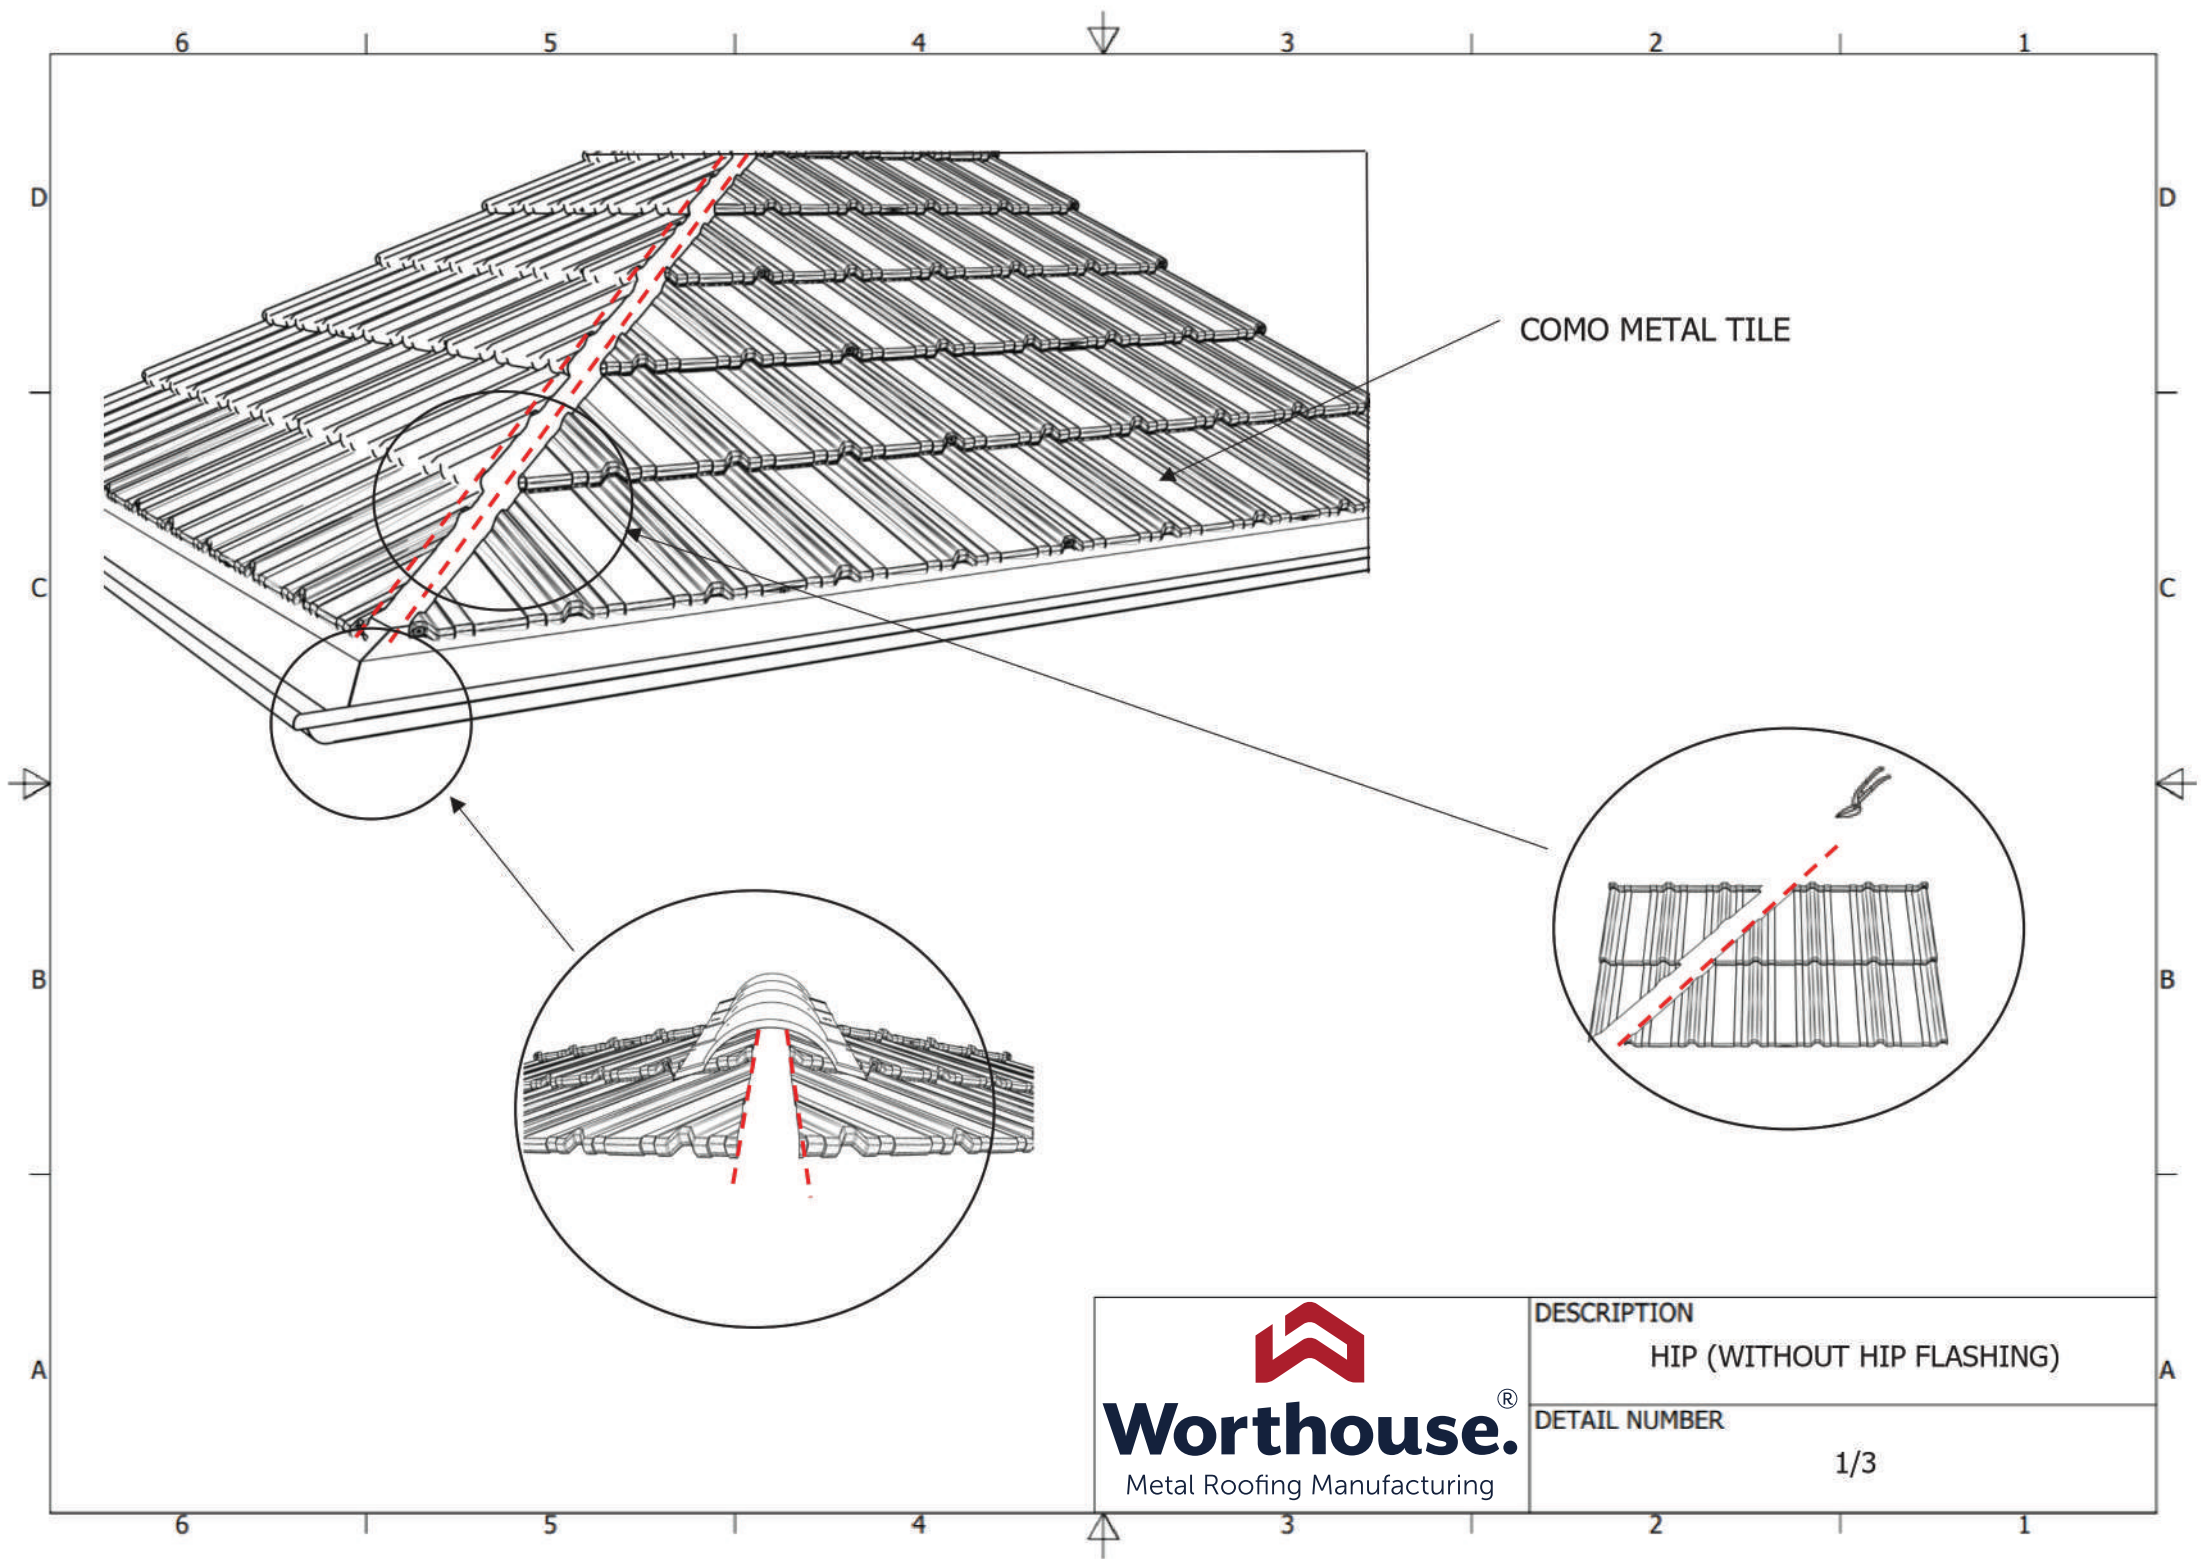 6 5 4 3 2 1
D D
COMO METAL TILE
C C
B B
A A
DESCRIPTION
HIP (WITHOUT HIP FLASHING)
Worthouse.®
Metal Roofing Manufacturing
DETAIL NUMBER
1/3
6 5 4 3 2 1